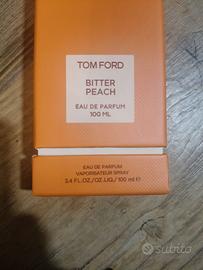 TOM FORD
BITTER
PEACH
EAU DE PARFUM
100 ML
EAU DE PARFUM
VAPORISATEUR SPRAY
3.4 FL.OZ./OZ.LIQ./100 ml ℮
subito